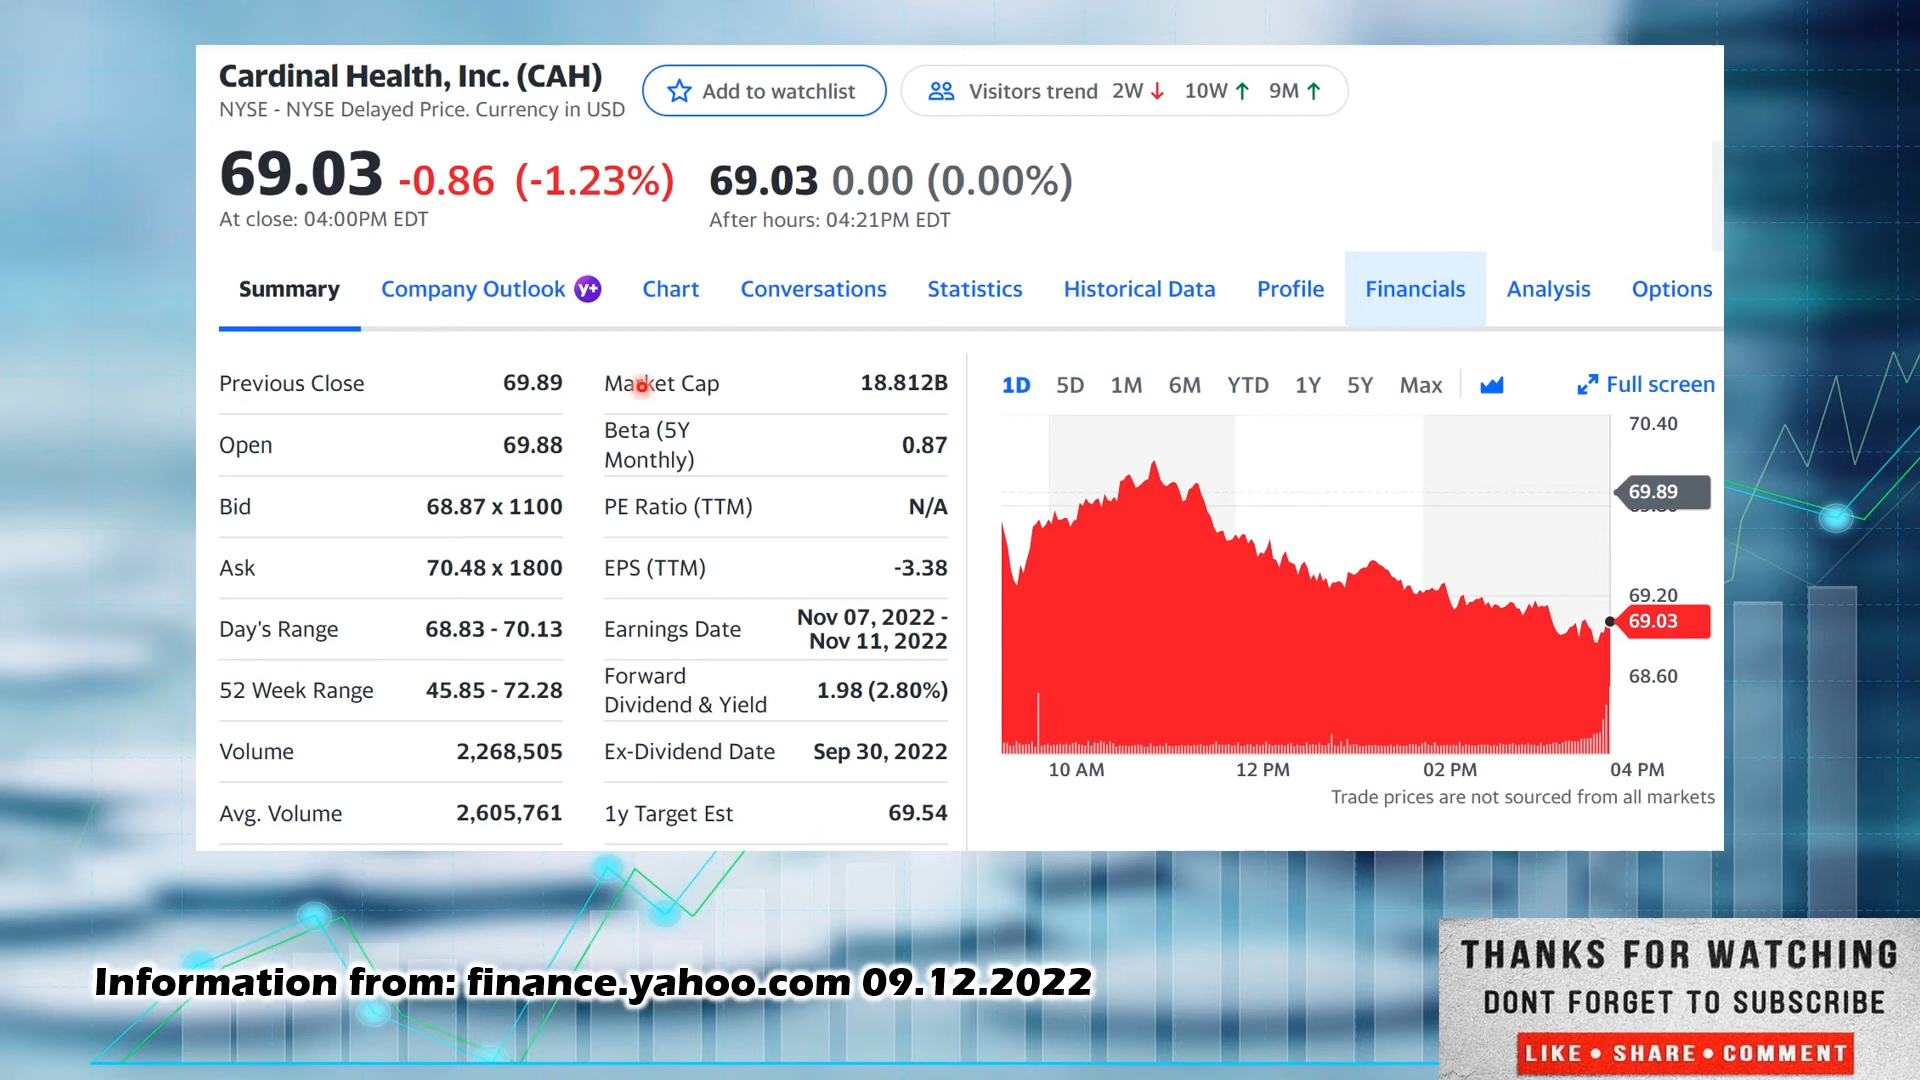 Cardinal Health, Inc. (CAH)
NYSE - NYSE Delayed Price. Currency in USD
Add to watchlist
Visitors trend 2W ↓ 10W ↑ 9M ↑
69.03 -0.86 (-1.23%)
At close: 04:00PM EDT
69.03 0.00 (0.00%)
After hours: 04:21PM EDT
Summary Company Outlook y+ Chart Conversations Statistics Historical Data Profile Financials Analysis Options
Previous Close 69.89
Open 69.88
Bid 68.87 x 1100
Ask 70.48 x 1800
Day's Range 68.83 - 70.13
52 Week Range 45.85 - 72.28
Volume 2,268,505
Avg. Volume 2,605,761
Market Cap 18.812B
Beta (5Y
Monthly) 0.87
PE Ratio (TTM) N/A
EPS (TTM) -3.38
Earnings Date Nov 07, 2022 -
Nov 11, 2022
Forward
Dividend & Yield 1.98 (2.80%)
Ex-Dividend Date Sep 30, 2022
1y Target Est 69.54
1D 5D 1M 6M YTD 1Y 5Y Max
Full screen
70.40
69.89
69.20
69.03
68.60
10 AM 12 PM 02 PM 04 PM
Trade prices are not sourced from all markets
Information from: finance.yahoo.com 09.12.2022
THANKS FOR WATCHING
DONT FORGET TO SUBSCRIBE
LIKE • SHARE • COMMENT